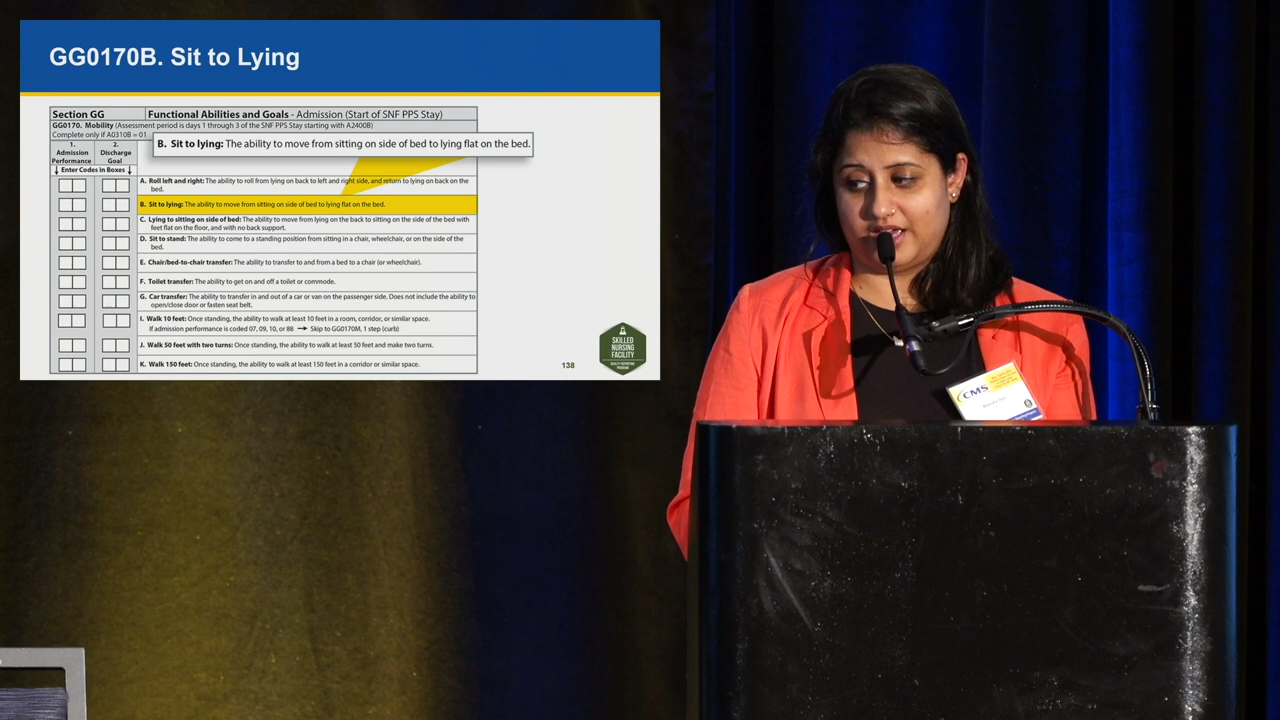 GG0170B. Sit to Lying
Section GG
Functional Abilities and Goals - Admission (Start of SNF PPS Stay)
GG0170. Mobility (Assessment period is days 1 through 3 of the SNF PPS Stay starting with A2400B)
Complete only if A0310B = 01
B. Sit to lying: The ability to move from sitting on side of bed to lying flat on the bed.
1.
Admission
Performance
2.
Discharge
Goal
↓ Enter Codes in Boxes ↓
A. Roll left and right: The ability to roll from lying on back to left and right side, and return to lying on back on the
bed.
B. Sit to lying: The ability to move from sitting on side of bed to lying flat on the bed.
C. Lying to sitting on side of bed: The ability to move from lying on the back to sitting on the side of the bed with
feet flat on the floor, and with no back support.
D. Sit to stand: The ability to come to a standing position from sitting in a chair, wheelchair, or on the side of the
bed.
E. Chair/bed-to-chair transfer: The ability to transfer to and from a bed to a chair (or wheelchair).
F. Toilet transfer: The ability to get on and off a toilet or commode.
G. Car transfer: The ability to transfer in and out of a car or van on the passenger side. Does not include the ability to
open/close door or fasten seat belt.
I. Walk 10 feet: Once standing, the ability to walk at least 10 feet in a room, corridor, or similar space.
If admission performance is coded 07, 09, 10, or 88 → Skip to GG0170M, 1 step (curb)
J. Walk 50 feet with two turns: Once standing, the ability to walk at least 50 feet and make two turns.
K. Walk 150 feet: Once standing, the ability to walk at least 150 feet in a corridor or similar space.
138
SKILLED
NURSING
FACILITY
QUALITY REPORTING
PROGRAM
CMS